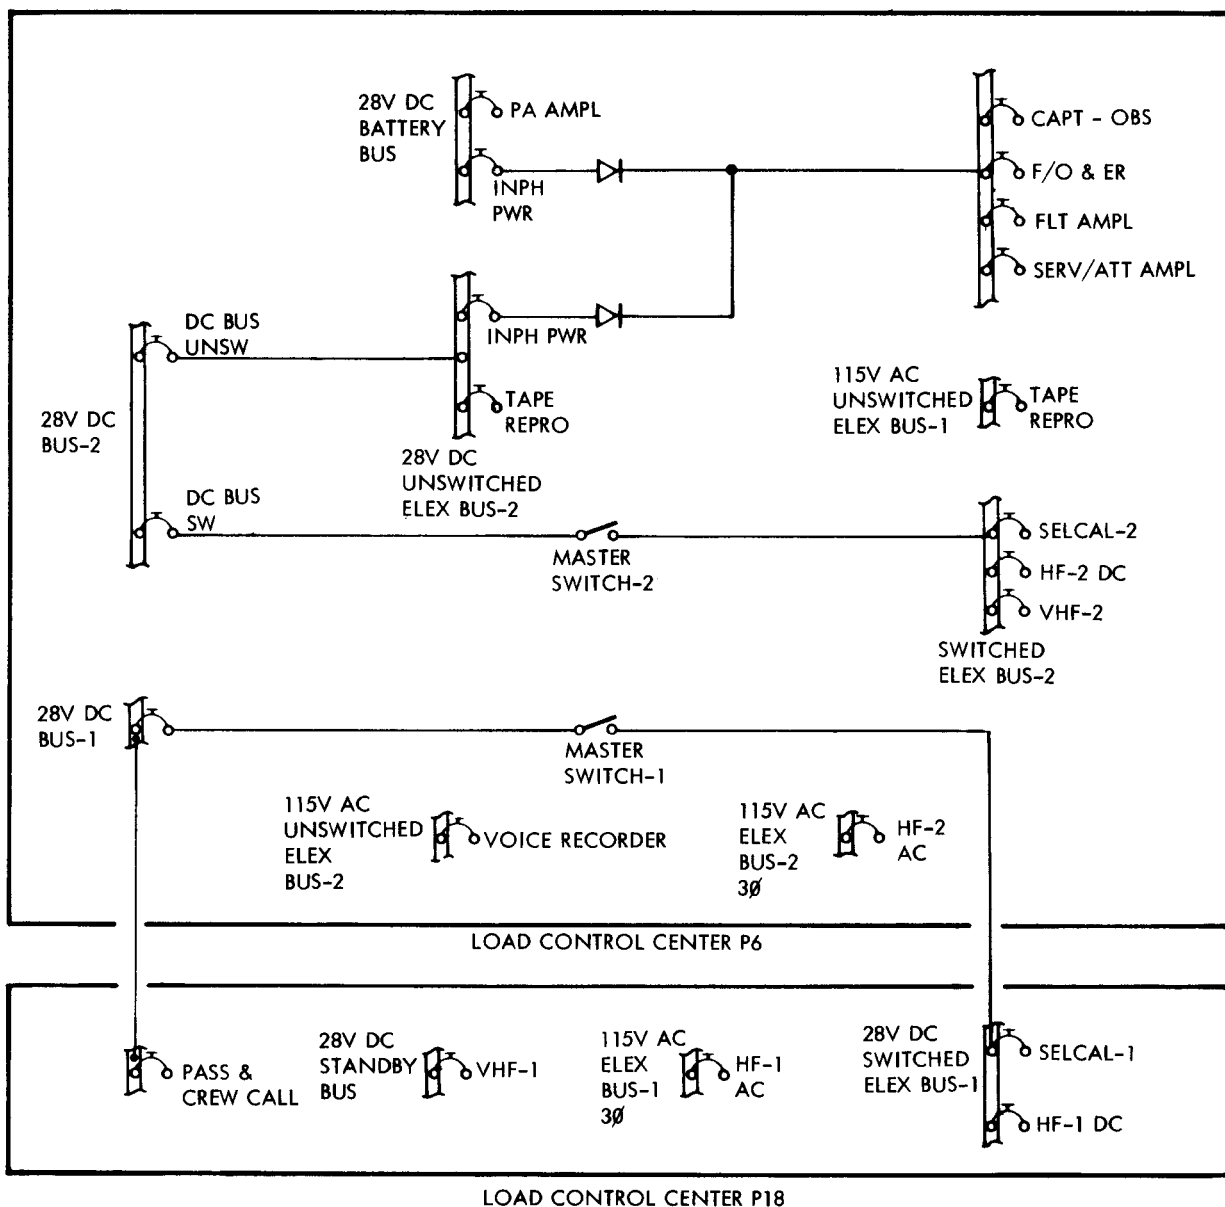 28V DC
BATTERY
BUS
PA AMPL
INPH
PWR
CAPT - OBS
F/O & ER
FLT AMPL
SERV/ATT AMPL
DC BUS
UNSW
INPH PWR
28V DC
BUS-2
TAPE
REPRO
115V AC
UNSWITCHED
ELEX BUS-1
TAPE
REPRO
28V DC
UNSWITCHED
ELEX BUS-2
DC BUS
SW
MASTER
SWITCH-2
SELCAL-2
HF-2 DC
VHF-2
SWITCHED
ELEX BUS-2
28V DC
BUS-1
MASTER
SWITCH-1
115V AC
UNSWITCHED
ELEX
BUS-2
VOICE RECORDER
115V AC
ELEX
BUS-2
3Ø
HF-2
AC
LOAD CONTROL CENTER P6
PASS &
CREW CALL
28V DC
STANDBY
BUS
VHF-1
115V AC
ELEX
BUS-1
3Ø
HF-1
AC
28V DC
SWITCHED
ELEX BUS-1
SELCAL-1
HF-1 DC
LOAD CONTROL CENTER P18